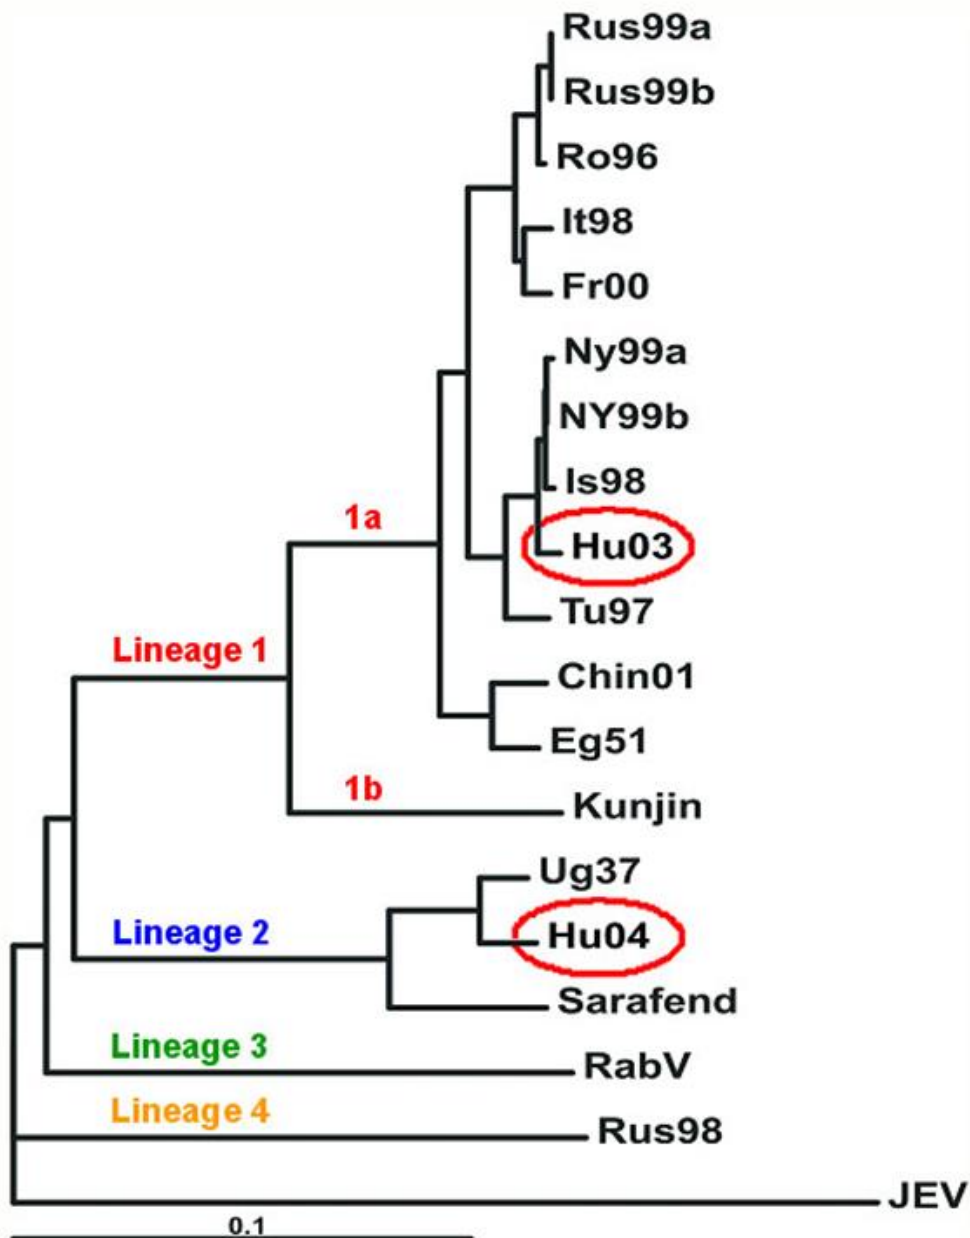 Rus99a
Rus99b
Ro96
It98
Fr00
Ny99a
NY99b
Is98
1a
Hu03
Tu97
Lineage 1
Chin01
Eg51
1b
Kunjin
Ug37
Lineage 2
Hu04
Sarafend
Lineage 3
RabV
Lineage 4
Rus98
JEV
0.1